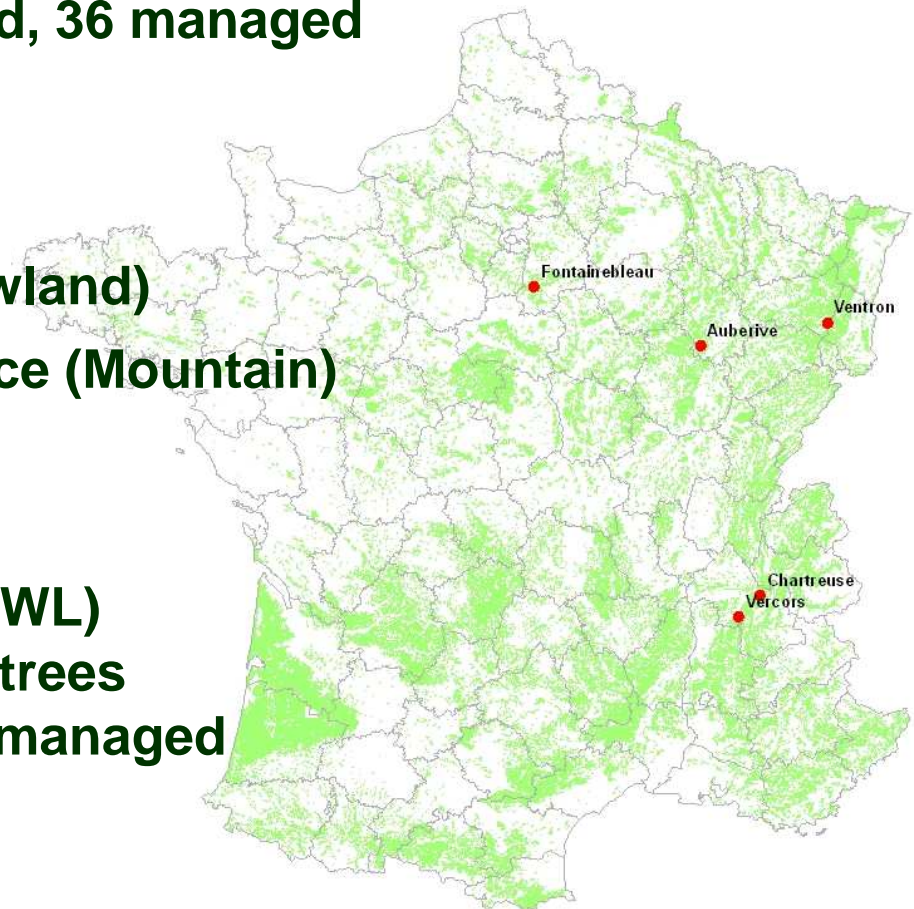 d, 36 managed
wland)
ce (Mountain)
WL)
trees
managed
Fontainebleau
Ventron
Auberive
Chartreuse
Vercors